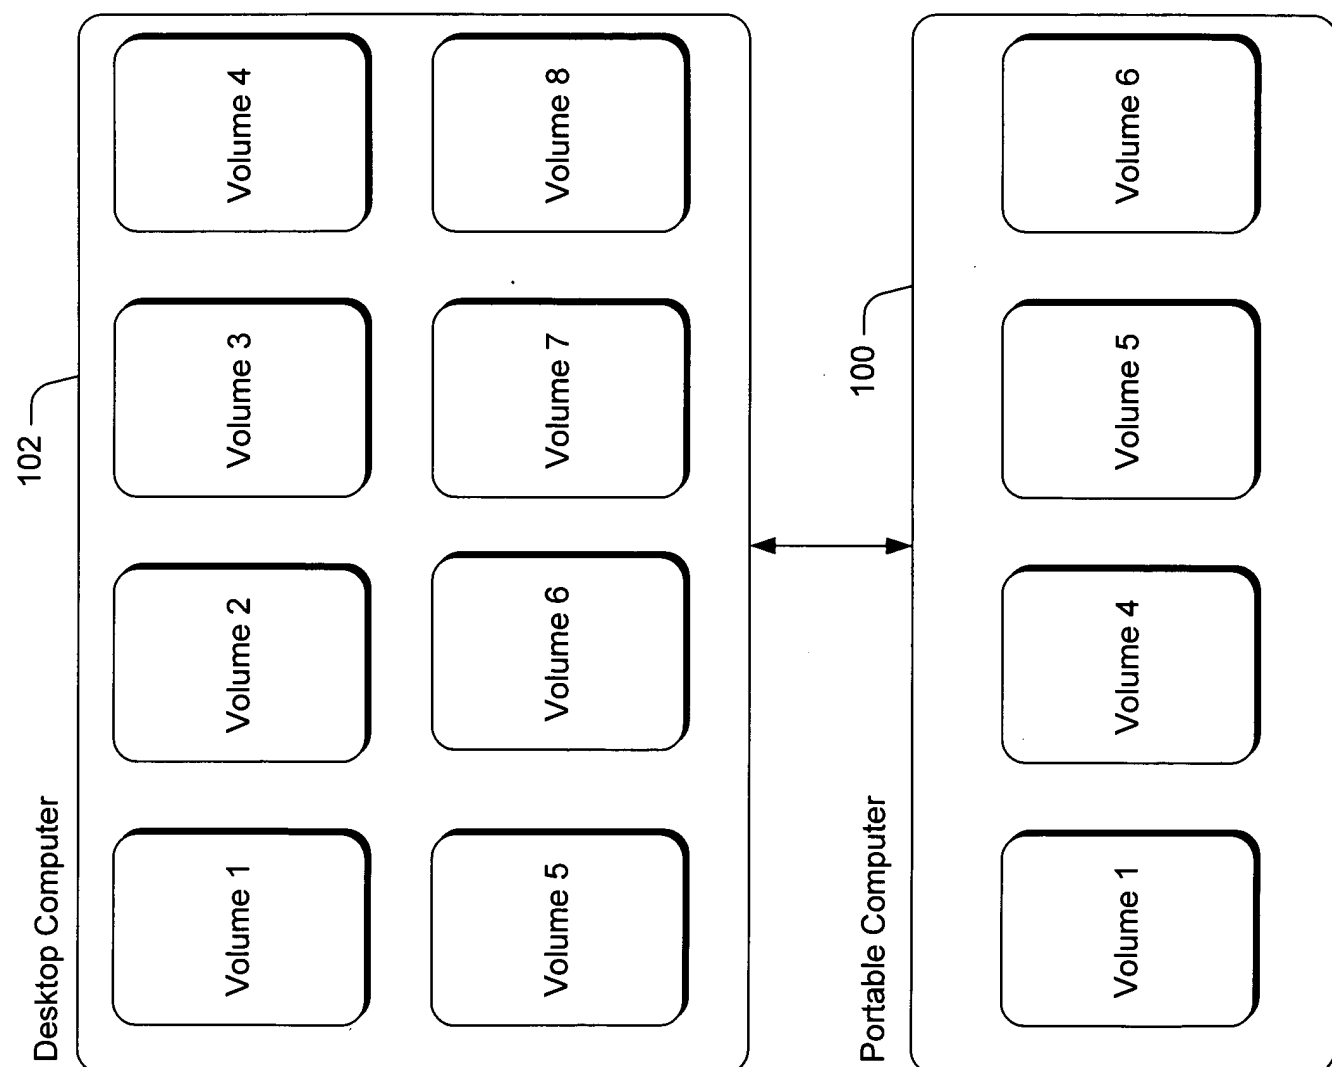 Desktop Computer
102
Volume 1
Volume 2
Volume 3
Volume 4
Volume 5
Volume 6
Volume 7
Volume 8
Portable Computer
100
Volume 1
Volume 4
Volume 5
Volume 6